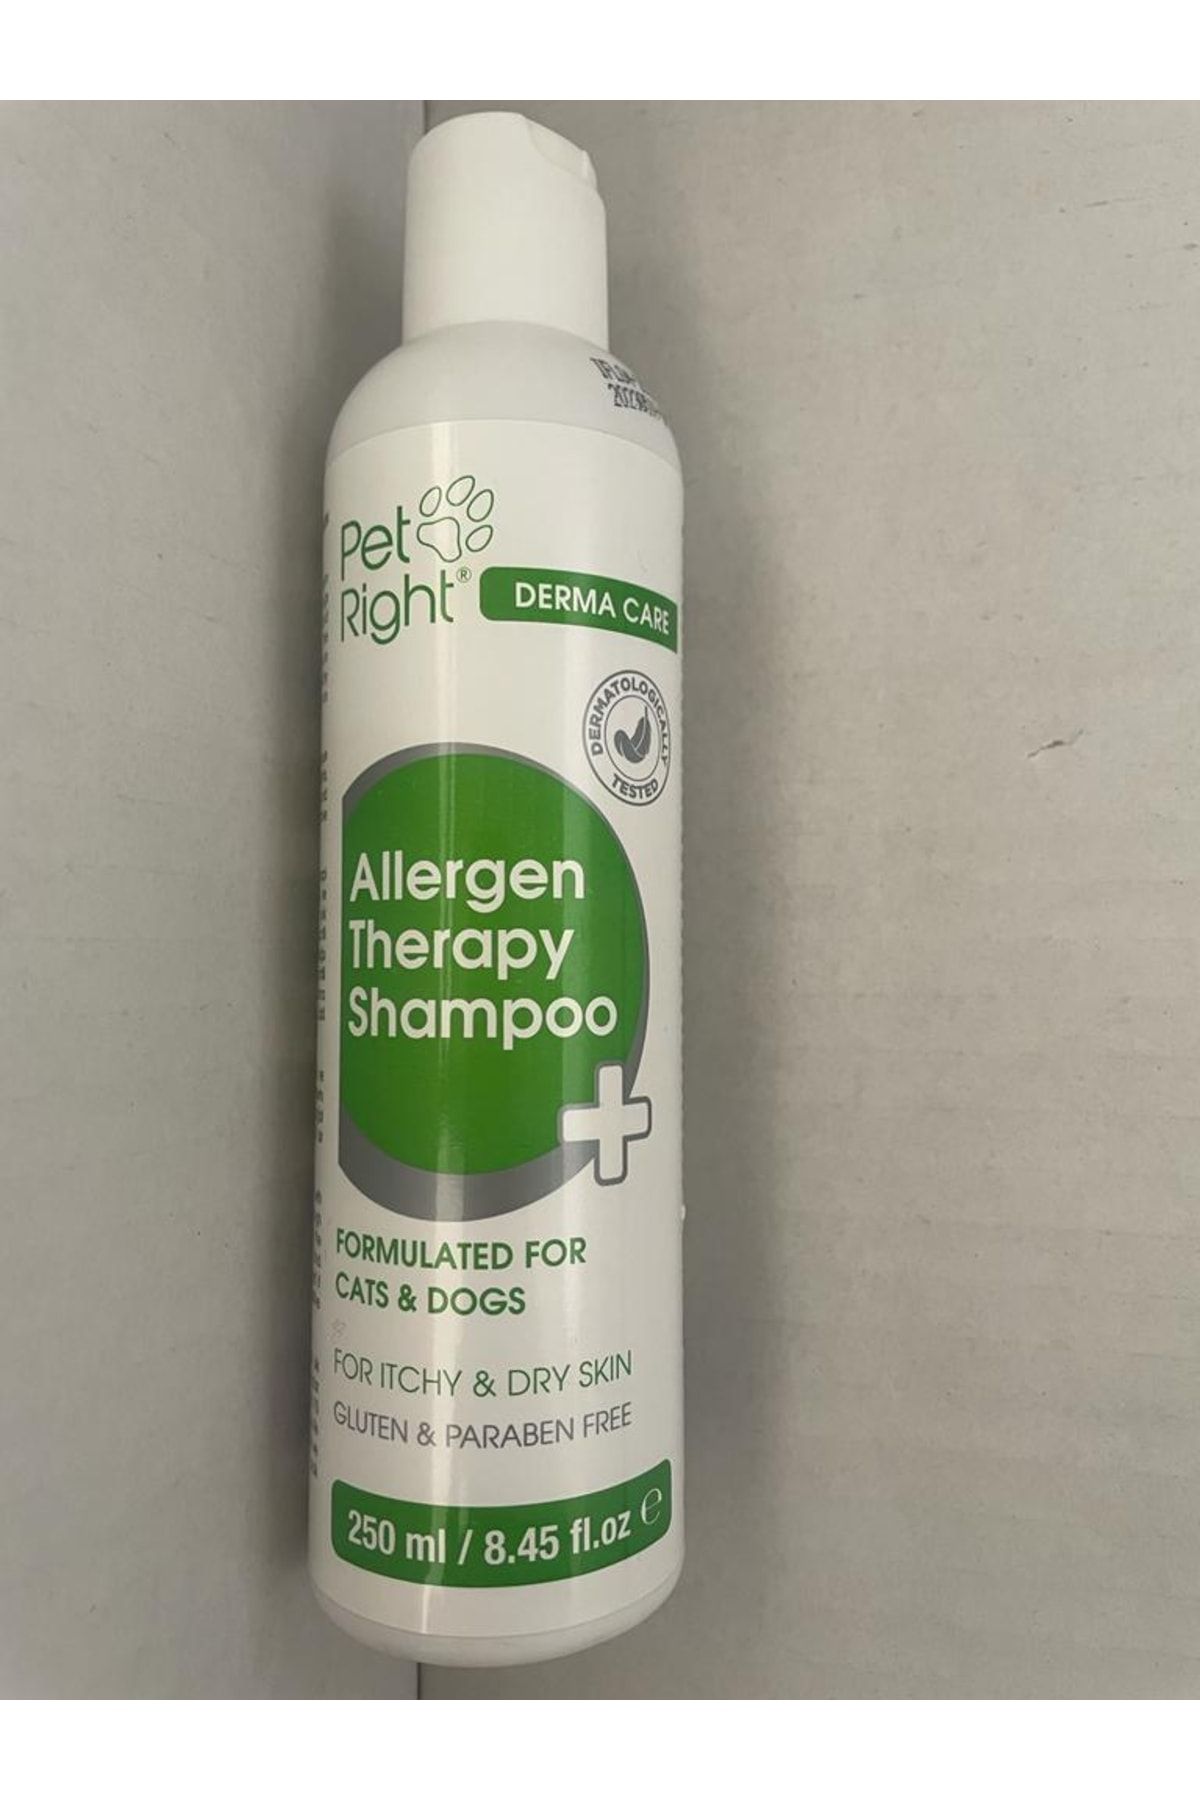 Pet
Right®
DERMA CARE
DERMATOLOGICALLY
TESTED
Allergen
Therapy
Shampoo
FORMULATED FOR
CATS & DOGS
FOR ITCHY & DRY SKIN
GLUTEN & PARABEN FREE
250 ml / 8.45 fl.oz ℮